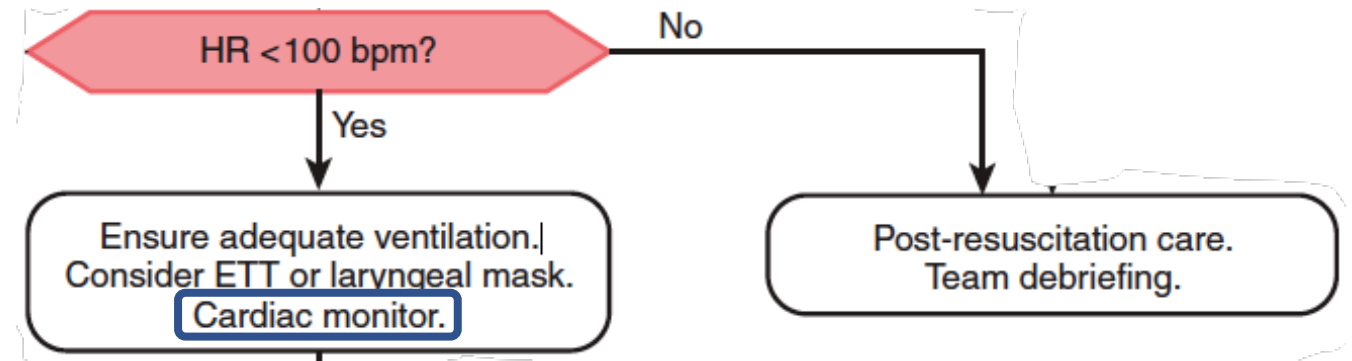 HR <100 bpm?
No
Yes
Ensure adequate ventilation.
Consider ETT or laryngeal mask.
Cardiac monitor.
Post-resuscitation care.
Team debriefing.